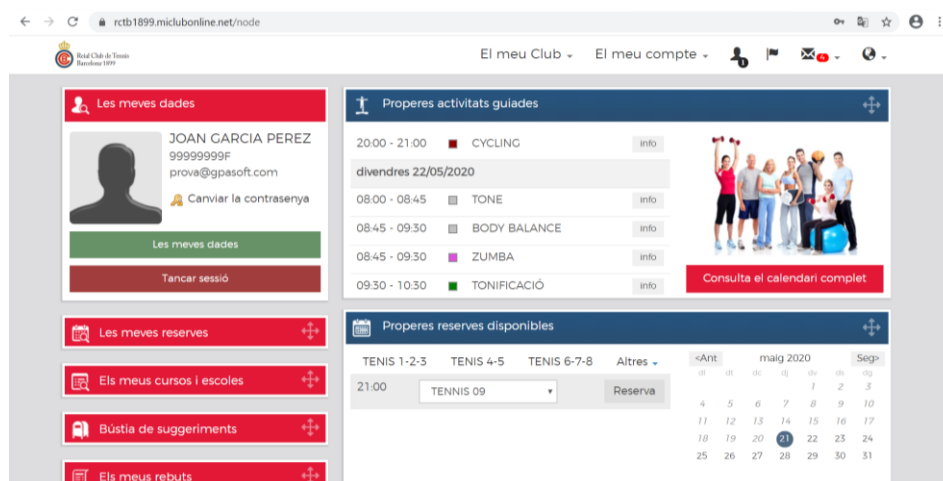 rctb1899.miclubonline.net/node
Reial Club de Tennis
Barcelona 1899
El meu Club
El meu compte
1
Les meves dades
JOAN GARCIA PEREZ
99999999F
prova@gpasoft.com
Canviar la contrasenya
Les meves dades
Tancar sessió
Les meves reserves
Els meus cursos i escoles
Bústia de suggeriments
Els meus rebuts
Properes activitats guiades
20:00 - 21:00 CYCLING info
divendres 22/05/2020
08:00 - 08:45 TONE info
08:45 - 09:30 BODY BALANCE info
08:45 - 09:30 ZUMBA info
09:30 - 10:30 TONIFICACIÓ info
Consulta el calendari complet
Properes reserves disponibles
TENIS 1-2-3 TENIS 4-5 TENIS 6-7-8 Altres
21:00 TENNIS 09 Reserva
<Ant maig 2020 Seg>
dl dt dc dj dv ds dg
1 2 3
4 5 6 7 8 9 10
11 12 13 14 15 16 17
18 19 20 21 22 23 24
25 26 27 28 29 30 31